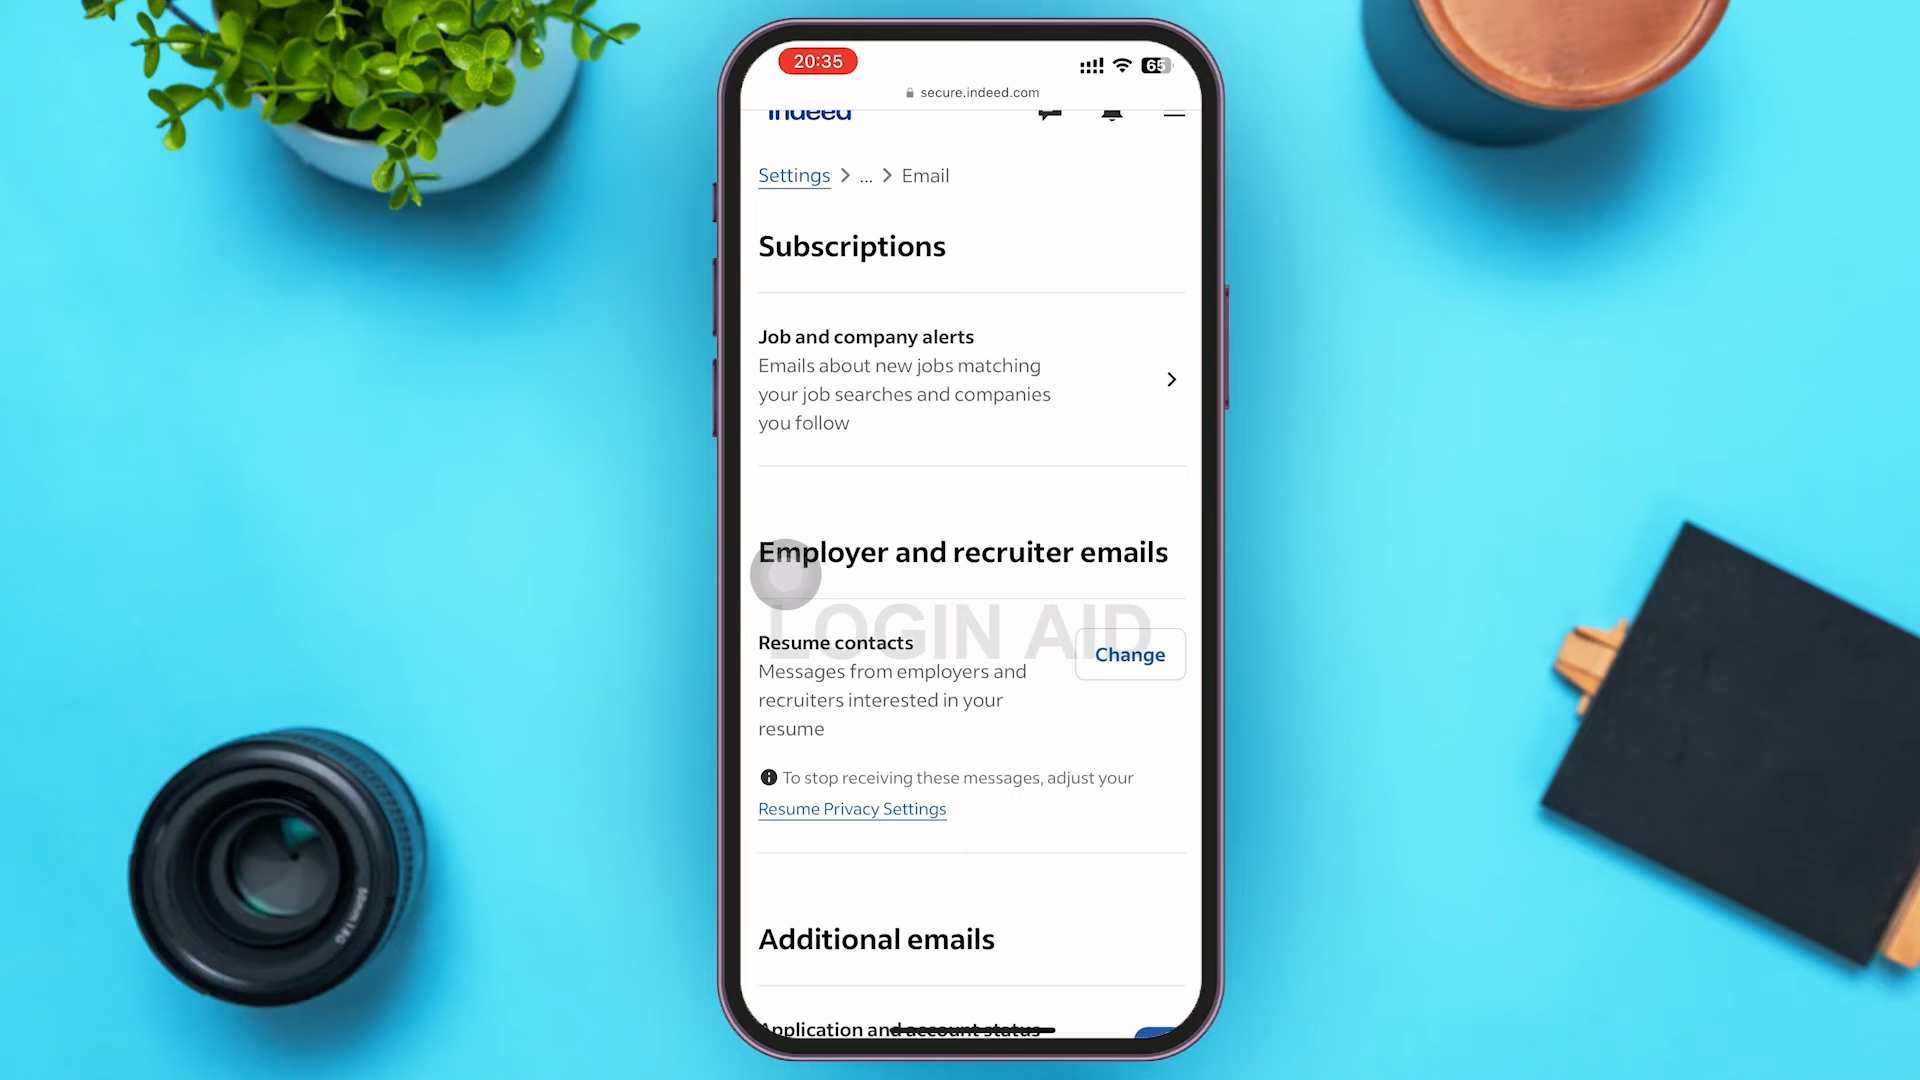 20:35
65
secure.indeed.com
indeed
Settings > ... > Email
Subscriptions
Job and company alerts
Emails about new jobs matching
your job searches and companies
you follow
Employer and recruiter emails
LOGIN AID
Resume contacts
Change
Messages from employers and
recruiters interested in your
resume
To stop receiving these messages, adjust your
Resume Privacy Settings
Additional emails
Application and account status